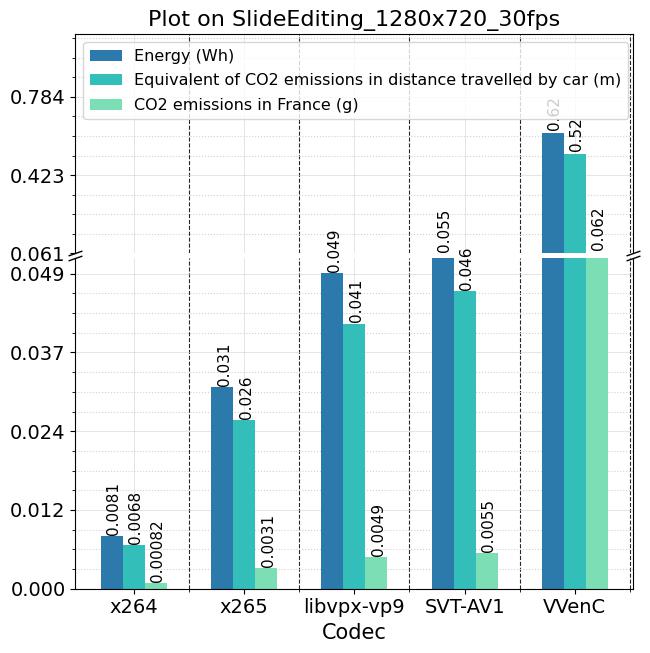 Plot on SlideEditing_1280x720_30fps
Energy (Wh)
Equivalent of CO2 emissions in distance travelled by car (m)
CO2 emissions in France (g)
0.784
0.423
0.061
0.049
0.037
0.024
0.012
0.000
0.0081
0.0068
0.00082
0.031
0.026
0.0031
0.049
0.041
0.0049
0.055
0.046
0.0055
0.62
0.52
0.062
x264
x265
libvpx-vp9
SVT-AV1
VVenC
Codec